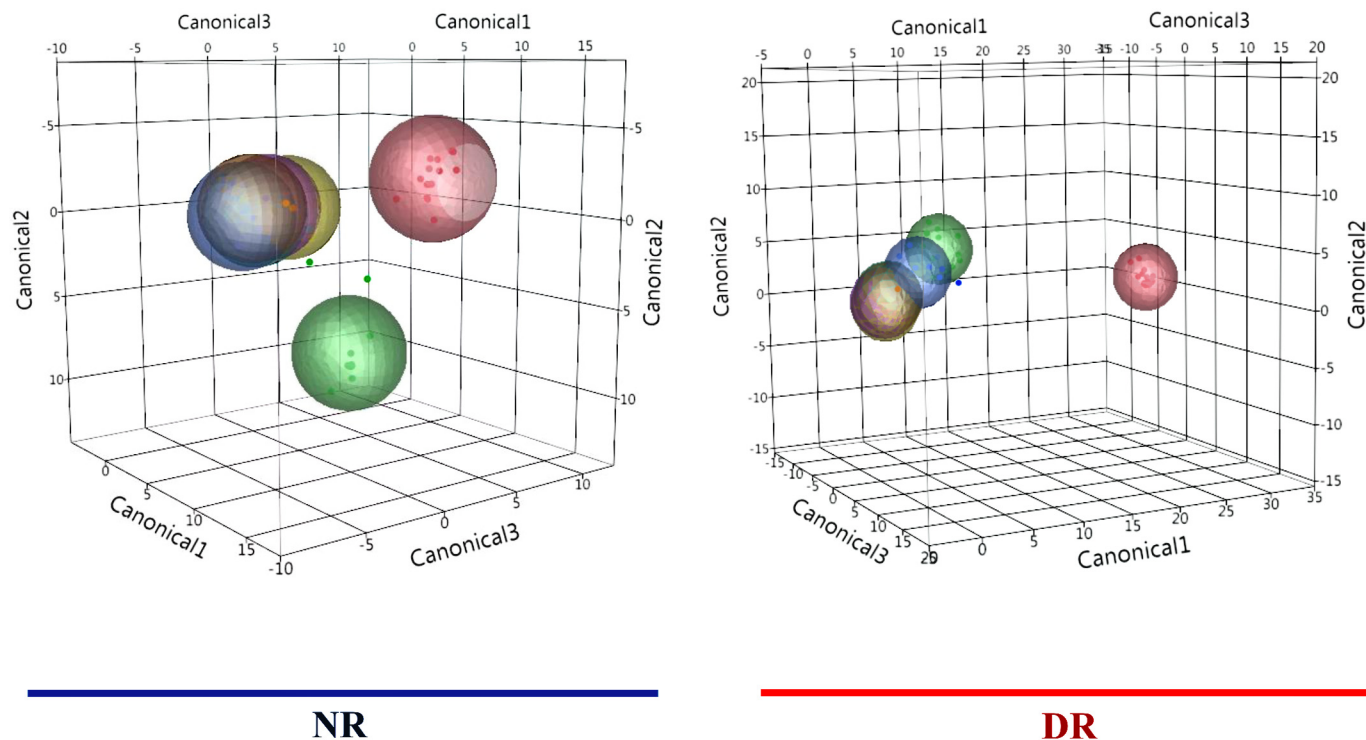 Canonical3 Canonical1
-10 0 5 10 0 5 10 15
-5 -5
0 0
5 5
10 10
Canonical2 Canonical2
0 5 10 15 -10
-5 0 5 10
Canonical1 Canonical3
Canonical1 Canonical3
-5 0 5 10 15 20 25 30 -10 -5 0 5 10 15 20
20 20
15 15
10 10
5 5
0 0
-5 -5
-10 -10
-15 -15
Canonical2 Canonical2
-15 -10 -5 0 5 10 15
0 5 10 15 20 25 30 35
Canonical3 Canonical1
NR DR